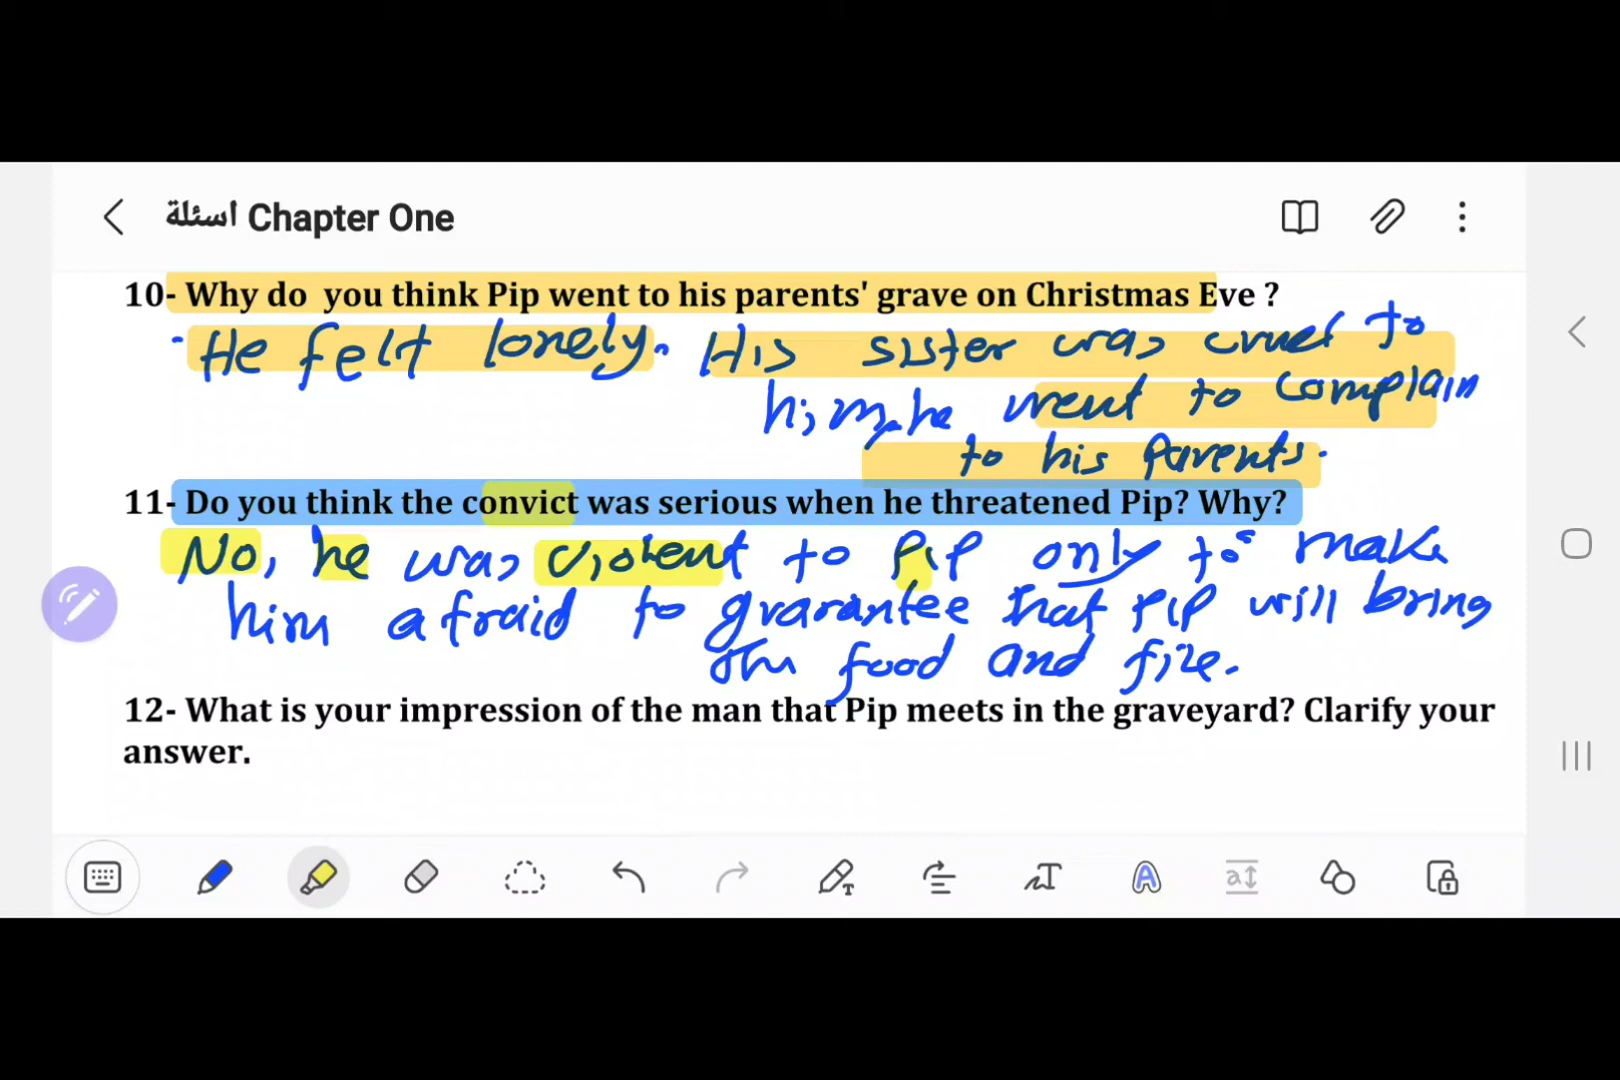 اسئلة Chapter One
10- Why do you think Pip went to his parents' grave on Christmas Eve ?
He felt lonely. His sister was cruel to
him, he went to complain
to his parents.
11- Do you think the convict was serious when he threatened Pip? Why?
No, he was violent to Pip only to make
him afraid to guarantee that Pip will bring
the food and file.
12- What is your impression of the man that Pip meets in the graveyard? Clarify your
answer.